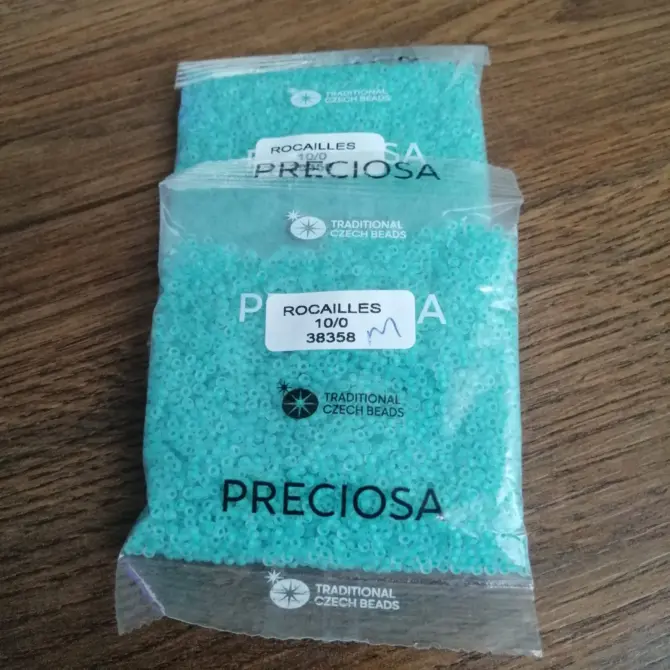 TRADITIONAL
CZECH BEADS
ROCAILLES
10/0
38358
PRECIOSA
TRADITIONAL
CZECH BEADS
ROCAILLES
10/0
38358 m
TRADITIONAL
CZECH BEADS
PRECIOSA
TRADITIONAL
CZECH BEADS